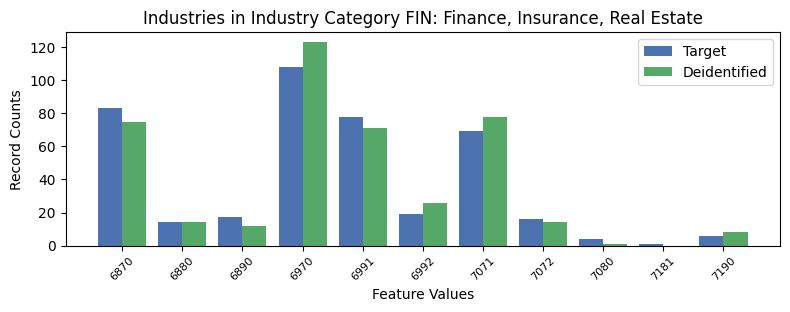 Industries in Industry Category FIN: Finance, Insurance, Real Estate
Target
Deidentified
Record Counts
120
100
80
60
40
20
0
6870 6880 6890 6970 6991 6992 7071 7072 7080 7181 7190
Feature Values